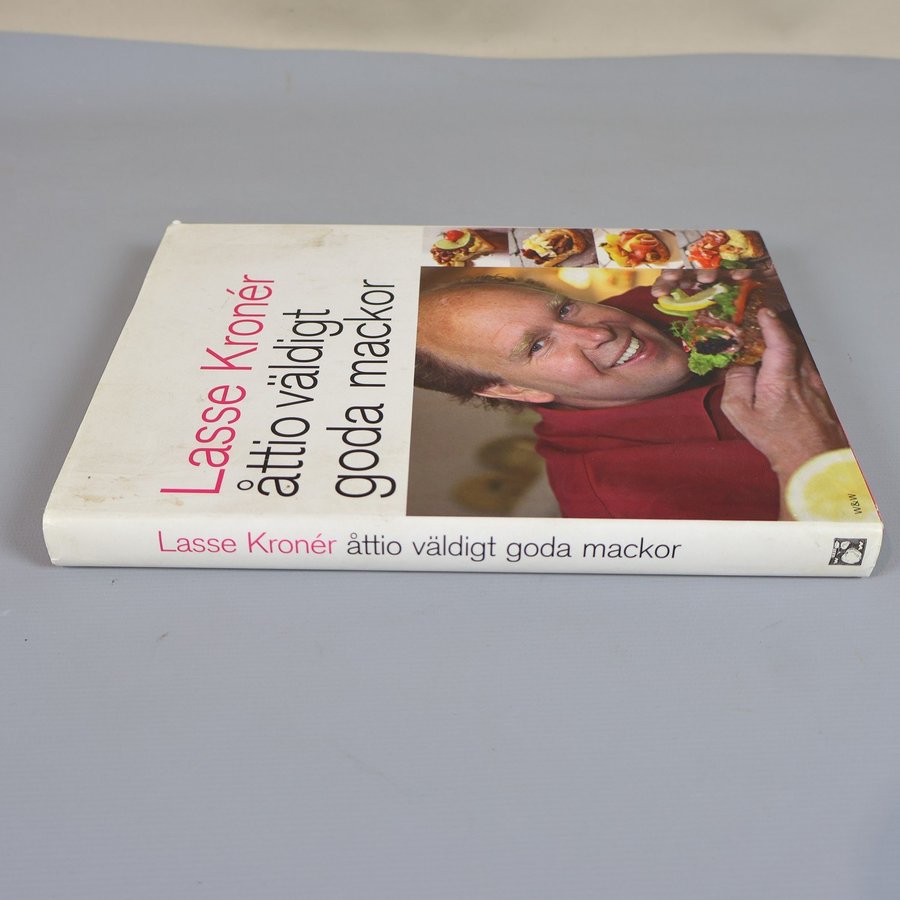 Lasse Kronér
åttio väldigt
goda mackor
W&W
Lasse Kronér åttio väldigt goda mackor